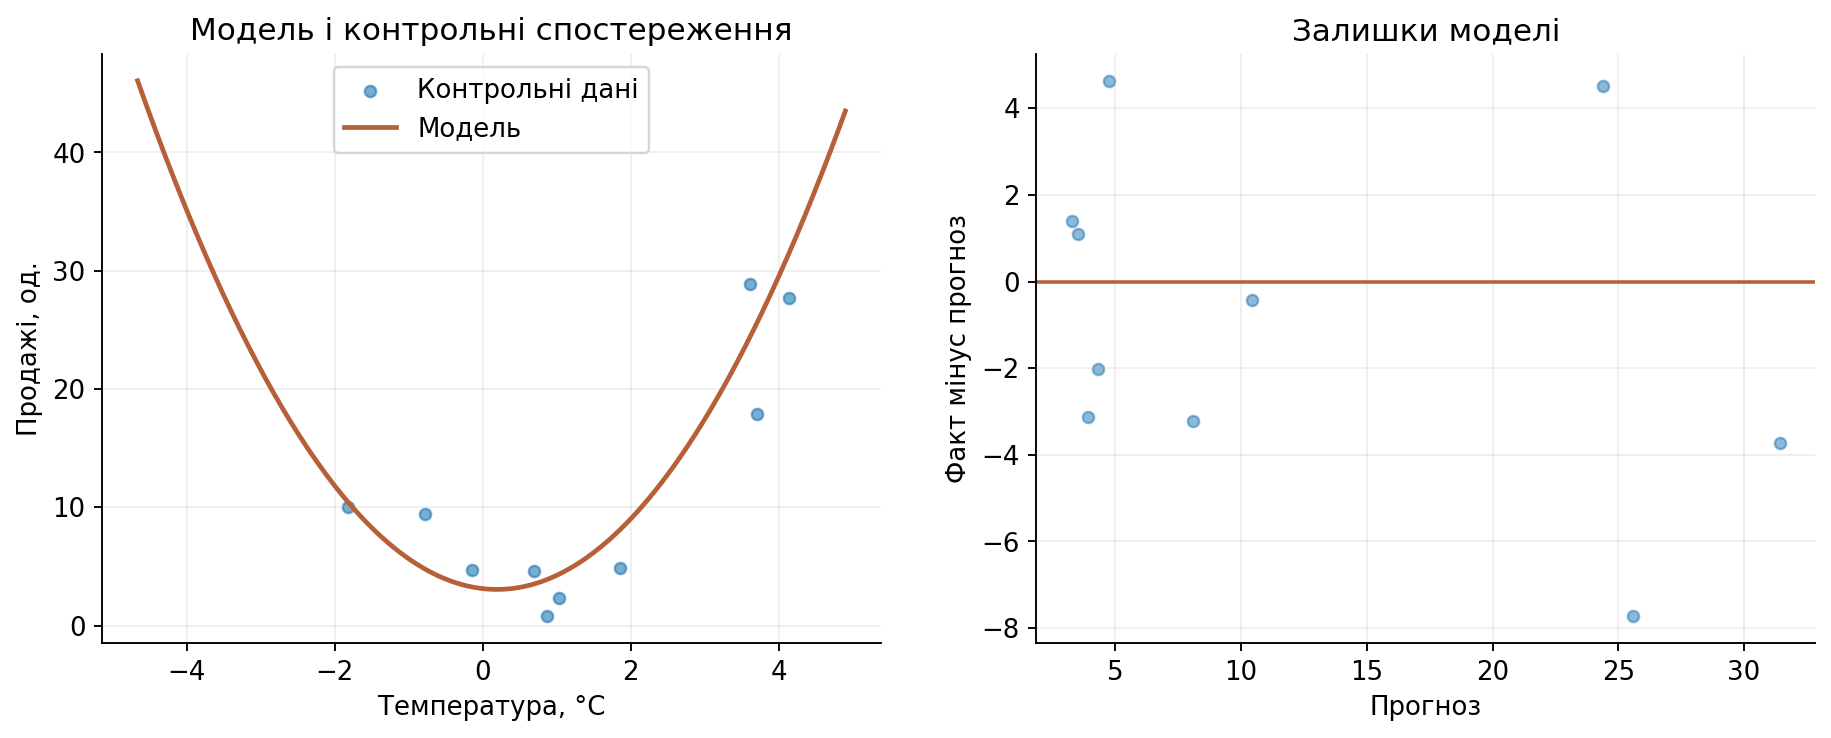 Модель і контрольні спостереження
Контрольні дані
Модель
Продажі, од.
40
30
20
10
0
−4
−2
0
2
4
Температура, °C
Залишки моделі
Факт мінус прогноз
4
2
0
−2
−4
−6
−8
5
10
15
20
25
30
Прогноз